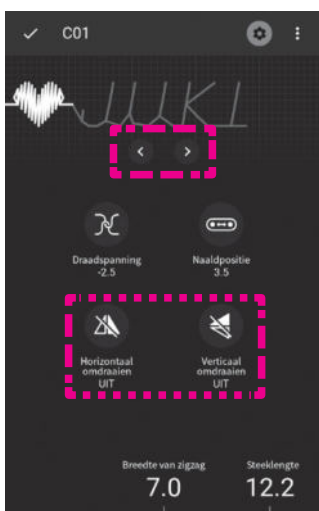 C01
JUKI
Draadspanning
-2.5
Naaldpositie
3.5
Horizontaal
omdraaien
UIT
Verticaal
omdraaien
UIT
Breedte van zigzag
7.0
Steeklengte
12.2